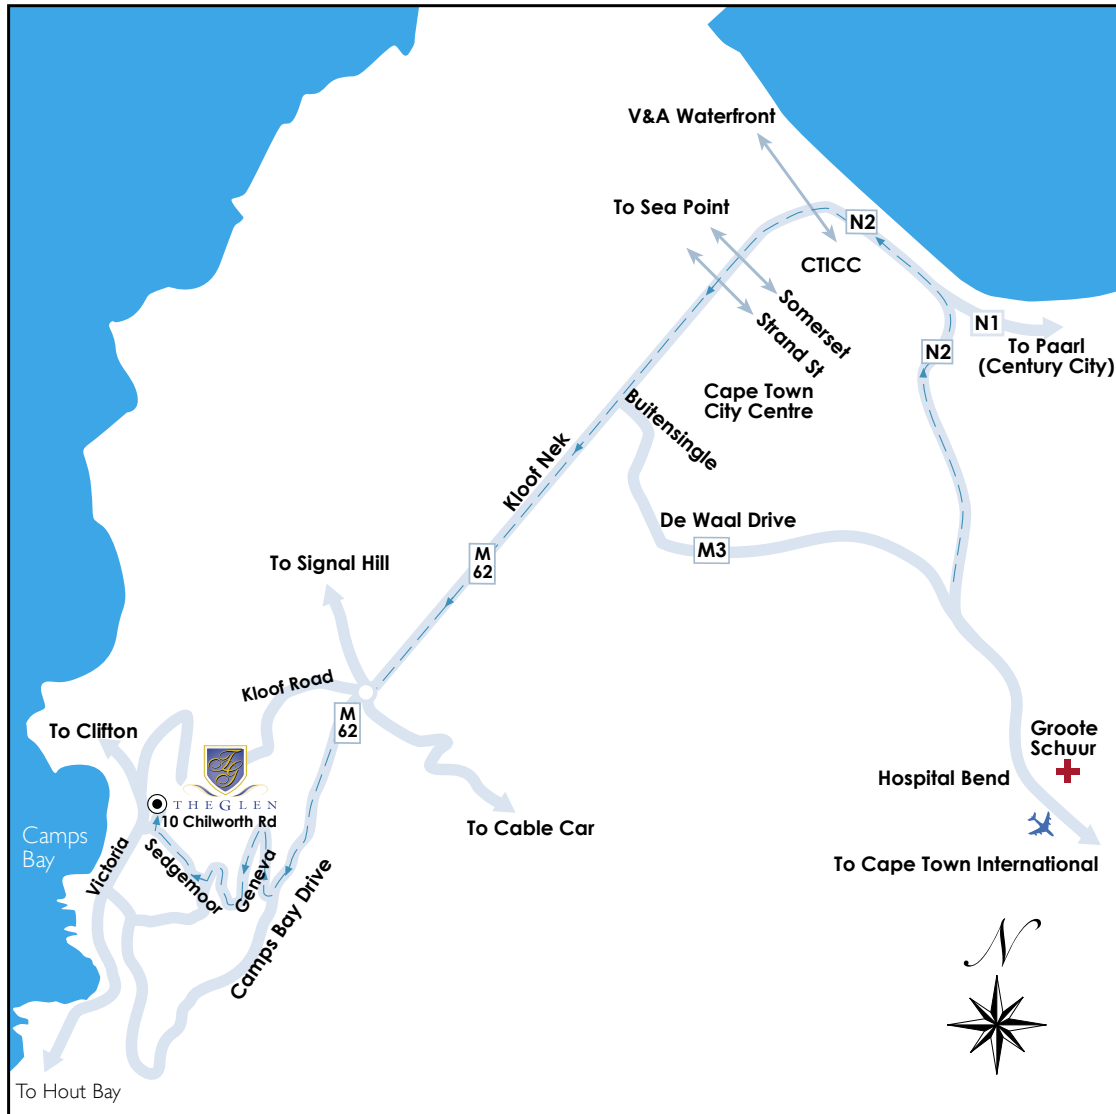 V&A Waterfront
To Sea Point
N2
CTICC
Somerset
Strand St
N1
N2
To Paarl
(Century City)
Cape Town
City Centre
Buitensingle
Kloof Nek
De Waal Drive
M3
M
62
To Signal Hill
Kloof Road
M
62
To Clifton
TG
THE GLEN
10 Chilworth Rd
Groote
Schuur
Hospital Bend
To Cable Car
Camps
Bay
Victoria
Sedgemoor
Geneva
Camps Bay Drive
To Cape Town International
N
To Hout Bay